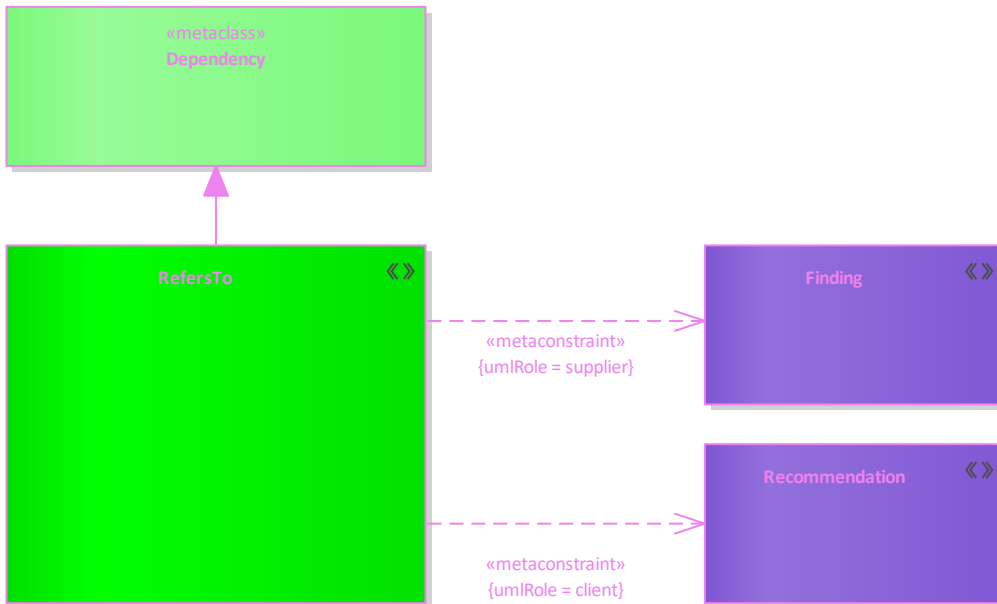 «metaclass»
Dependency
RefersTo
«»
Finding
«»
«metaconstraint»
{umlRole = supplier}
Recommendation
«»
«metaconstraint»
{umlRole = client}